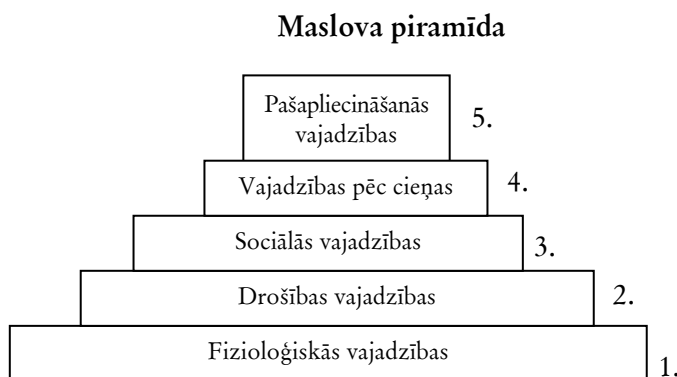 Maslova piramīda
Pašapliecināšanās
vajadzības
5.
Vajadzības pēc cieņas
4.
Sociālās vajadzības
3.
Drošības vajadzības
2.
Fizioloģiskās vajadzības
1.